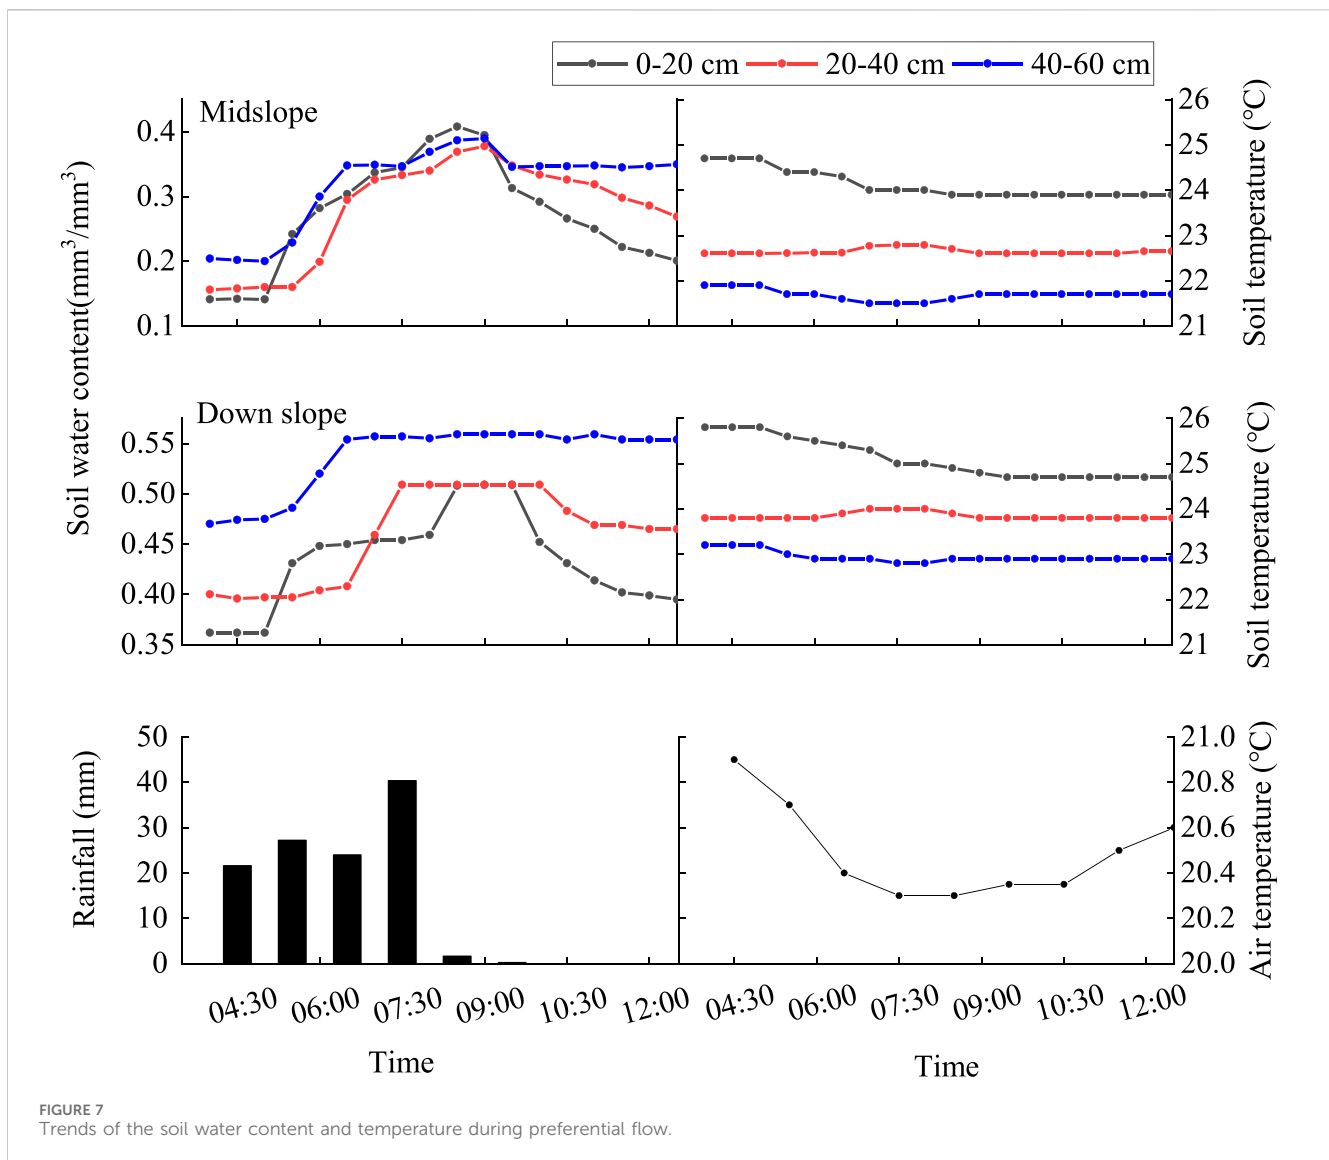 0-20 cm 20-40 cm 40-60 cm
Midslope
0.4
0.3
0.2
0.1
Soil water content(mm³/mm³)
26
25
24
23
22
21
Soil temperature (°C)
Down slope
0.55
0.50
0.45
0.40
0.35
26
25
24
23
22
21
Soil temperature (°C)
50
40
30
20
10
0
Rainfall (mm)
21.0
20.8
20.6
20.4
20.2
20.0
Air temperature (°C)
04:30 06:00 07:30 09:00 10:30 12:00
04:30 06:00 07:30 09:00 10:30 12:00
Time
Time
FIGURE 7
Trends of the soil water content and temperature during preferential flow.